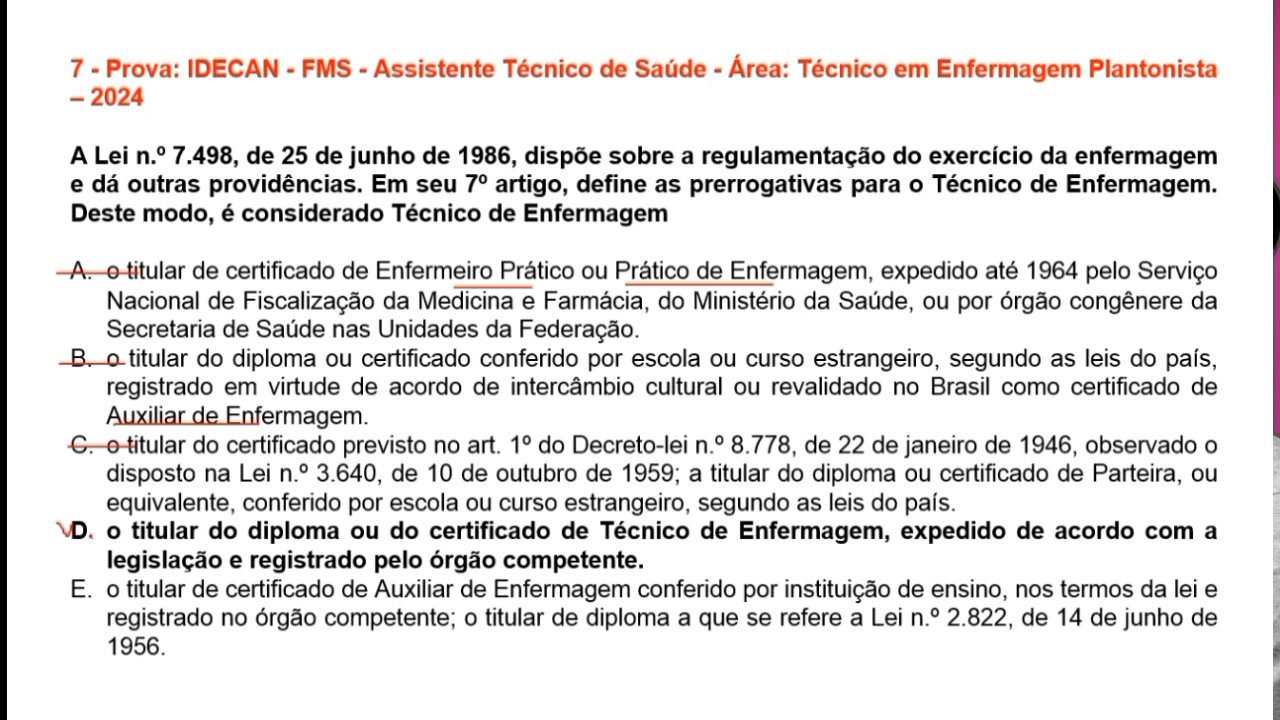 7 - Prova: IDECAN - FMS - Assistente Técnico de Saúde - Área: Técnico em Enfermagem Plantonista
– 2024
A Lei n.º 7.498, de 25 de junho de 1986, dispõe sobre a regulamentação do exercício da enfermagem
e dá outras providências. Em seu 7º artigo, define as prerrogativas para o Técnico de Enfermagem.
Deste modo, é considerado Técnico de Enfermagem
A. o titular de certificado de Enfermeiro Prático ou Prático de Enfermagem, expedido até 1964 pelo Serviço
Nacional de Fiscalização da Medicina e Farmácia, do Ministério da Saúde, ou por órgão congênere da
Secretaria de Saúde nas Unidades da Federação.
B. o titular do diploma ou certificado conferido por escola ou curso estrangeiro, segundo as leis do país,
registrado em virtude de acordo de intercâmbio cultural ou revalidado no Brasil como certificado de
Auxiliar de Enfermagem.
C. o titular do certificado previsto no art. 1º do Decreto-lei n.º 8.778, de 22 de janeiro de 1946, observado o
disposto na Lei n.º 3.640, de 10 de outubro de 1959; a titular do diploma ou certificado de Parteira, ou
equivalente, conferido por escola ou curso estrangeiro, segundo as leis do país.
D. o titular do diploma ou do certificado de Técnico de Enfermagem, expedido de acordo com a
legislação e registrado pelo órgão competente.
E. o titular de certificado de Auxiliar de Enfermagem conferido por instituição de ensino, nos termos da lei e
registrado no órgão competente; o titular de diploma a que se refere a Lei n.º 2.822, de 14 de junho de
1956.